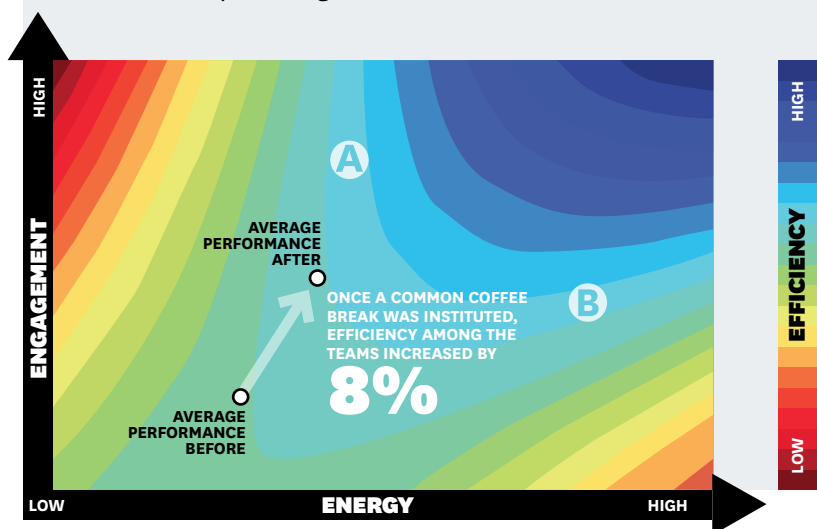 HIGH
ENGAGEMENT
A
AVERAGE
PERFORMANCE
AFTER
ONCE A COMMON COFFEE
BREAK WAS INSTITUTED,
EFFICIENCY AMONG THE
TEAMS INCREASED BY
8%
B
AVERAGE
PERFORMANCE
BEFORE
LOW
ENERGY
HIGH
HIGH
EFFICIENCY
LOW